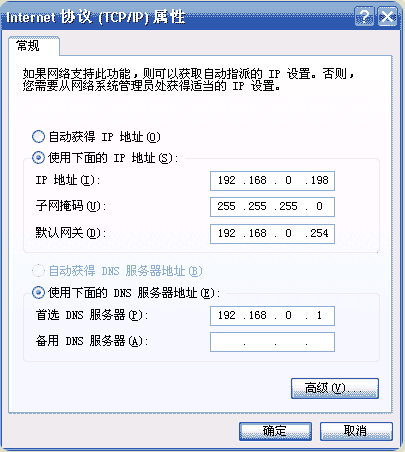 Internet 协议 (TCP/IP) 属性
常规
如果网络支持此功能，则可以获取自动指派的 IP 设置。否则，
您需要从网络系统管理员处获得适当的 IP 设置。
自动获得 IP 地址(O)
使用下面的 IP 地址(S):
IP 地址(I): 192 .168 . 0 .198
子网掩码(U): 255 .255 .255 . 0
默认网关(D): 192 .168 . 0 .254
自动获得 DNS 服务器地址(B)
使用下面的 DNS 服务器地址(E):
首选 DNS 服务器(P): 192 .168 . 0 . 1
备用 DNS 服务器(A): . . .
高级(V)...
确定 取消